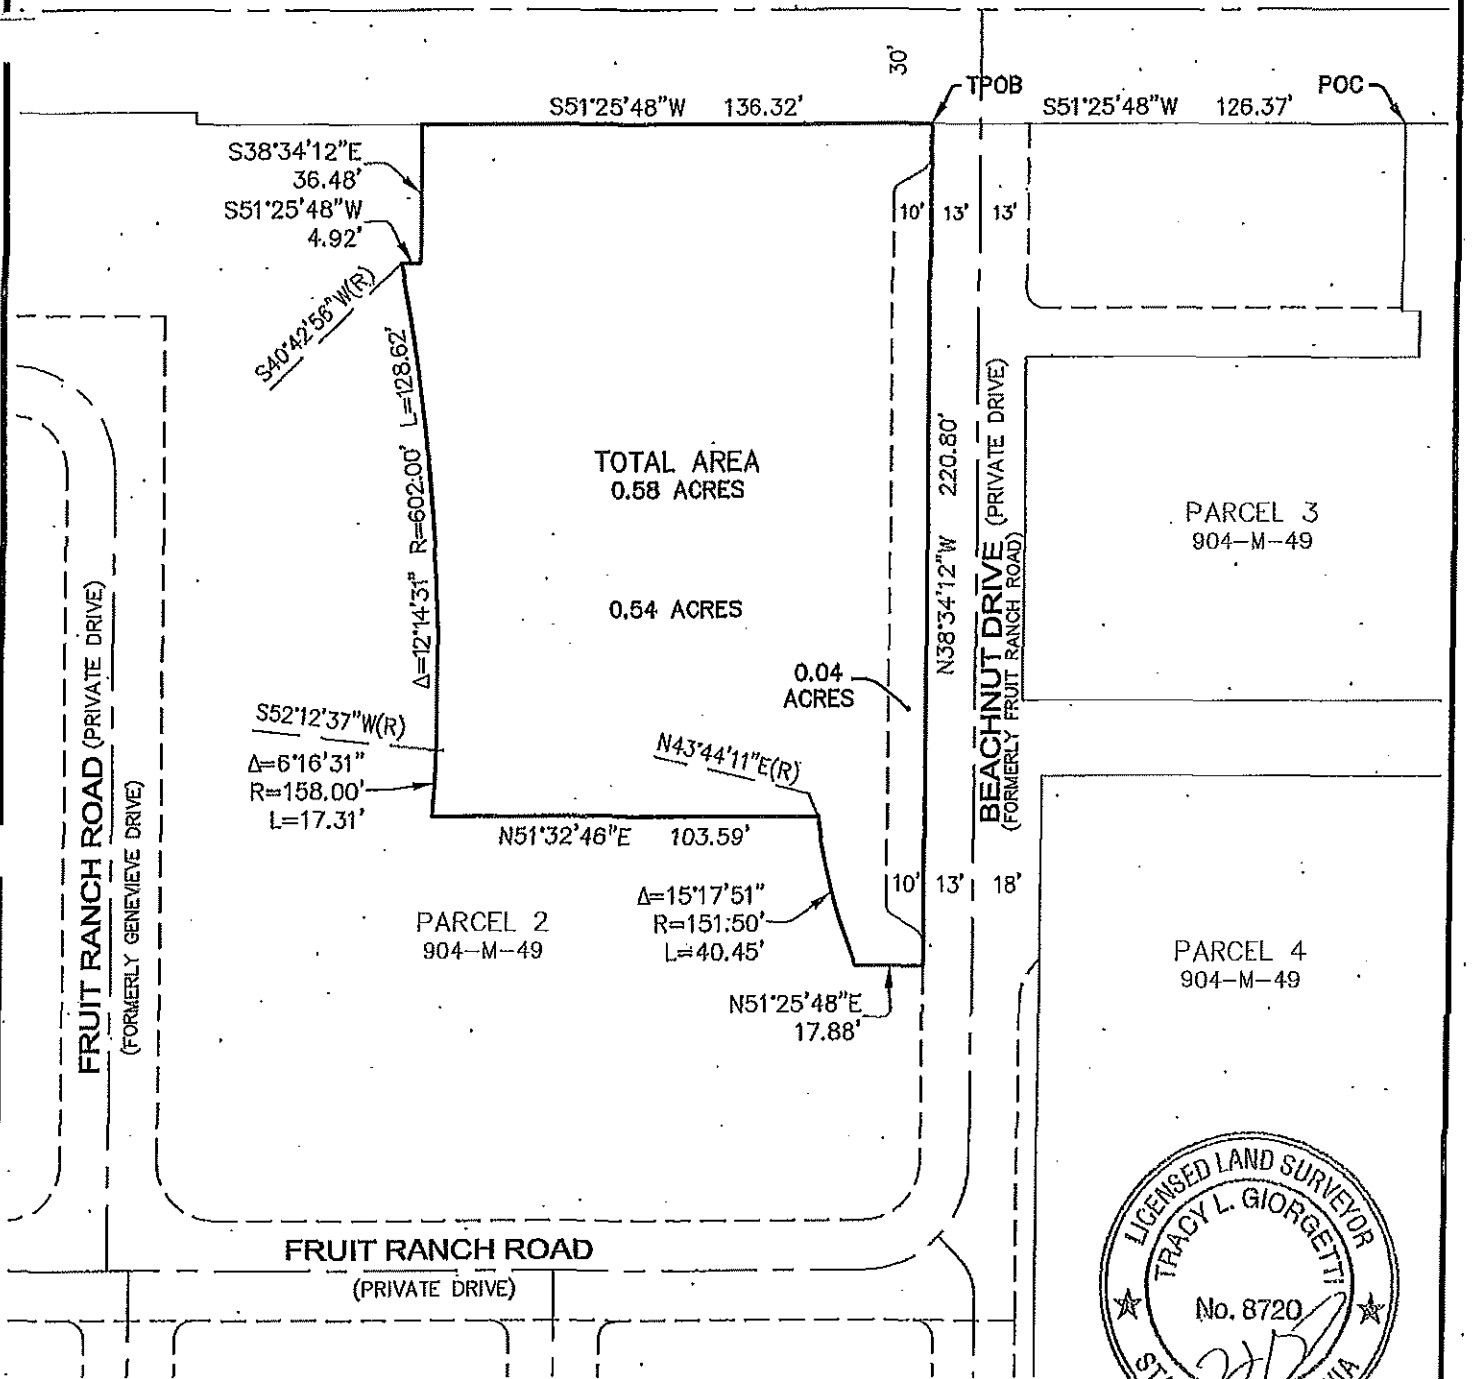 30'
TPOB
POC
S51°25'48"W 136.32'
S51°25'48"W 126.37'
S38°34'12"E
36.48'
S51°25'48"W
4.92'
10' 13' 13'
S40°42'56"W(R)
Δ=12°14'31" R=602.00' L=128.62'
TOTAL AREA
0.58 ACRES
0.54 ACRES
0.04
ACRES
N38°34'12"W 220.80'
BEACHNUT DRIVE (PRIVATE DRIVE)
(FORMERLY FRUIT RANCH ROAD)
PARCEL 3
904-M-49
S52°12'37"W(R)
Δ=6°16'31"
R=158.00'
L=17.31'
N43°44'11"E(R)
N51°32'46"E 103.59'
FRUIT RANCH ROAD (PRIVATE DRIVE)
(FORMERLY GENEVIEVE DRIVE)
PARCEL 2
904-M-49
Δ=15°17'51"
R=151.50'
L=40.45'
10' 13' 18'
N51°25'48"E
17.88'
PARCEL 4
904-M-49
FRUIT RANCH ROAD
(PRIVATE DRIVE)
LICENSED LAND SURVEYOR
TRACY L. GIORGETTI
No. 8720